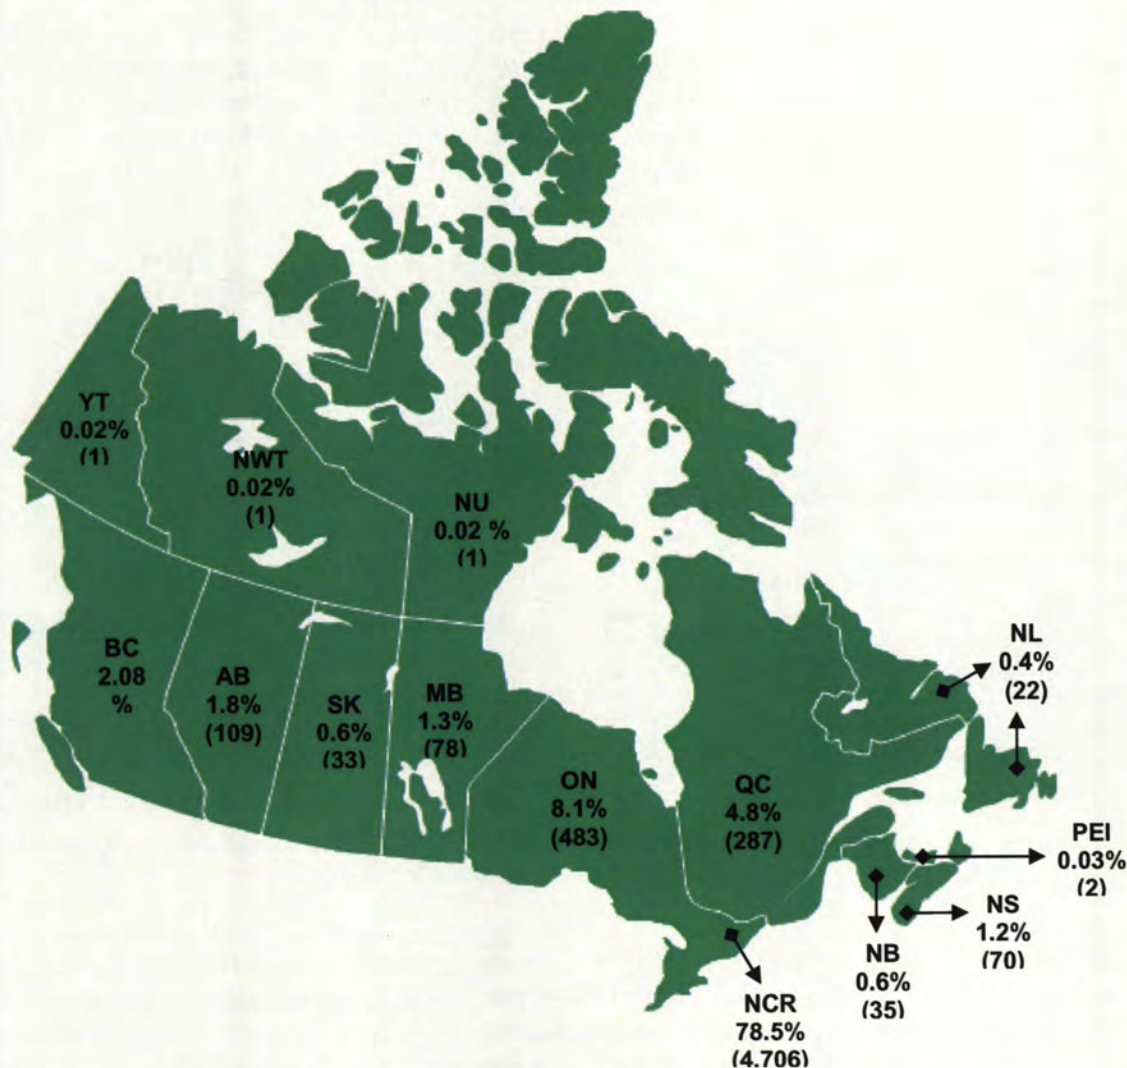 YT
0.02%
(1)
NWT
0.02%
(1)
NU
0.02 %
(1)
BC
2.08
%
AB
1.8%
(109)
SK
0.6%
(33)
MB
1.3%
(78)
ON
8.1%
(483)
QC
4.8%
(287)
NL
0.4%
(22)
PEI
0.03%
(2)
NS
1.2%
(70)
NB
0.6%
(35)
NCR
78.5%
(4.706)